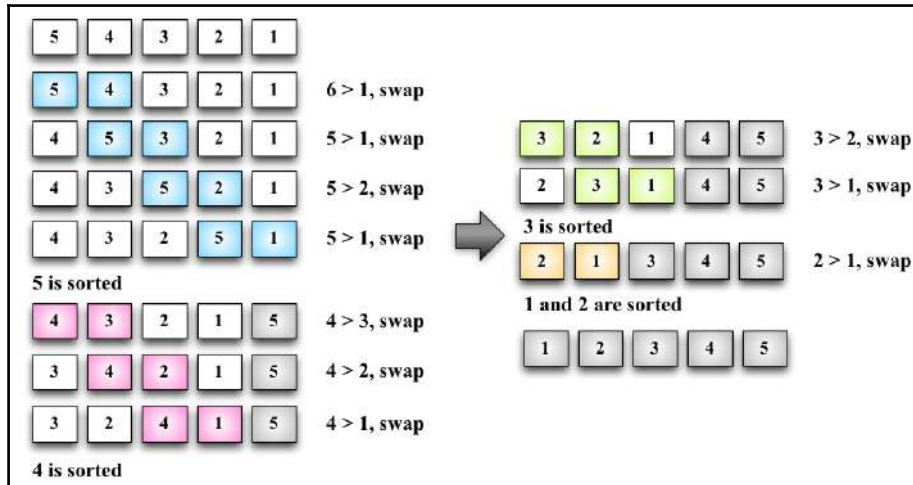 5 4 3 2 1
5 4 3 2 1 6 > 1, swap
4 5 3 2 1 5 > 1, swap
4 3 5 2 1 5 > 2, swap
4 3 2 5 1 5 > 1, swap
5 is sorted
4 3 2 1 5 4 > 3, swap
3 4 2 1 5 4 > 2, swap
3 2 4 1 5 4 > 1, swap
4 is sorted
3 2 1 4 5 3 > 2, swap
2 3 1 4 5 3 > 1, swap
3 is sorted
2 1 3 4 5 2 > 1, swap
1 and 2 are sorted
1 2 3 4 5